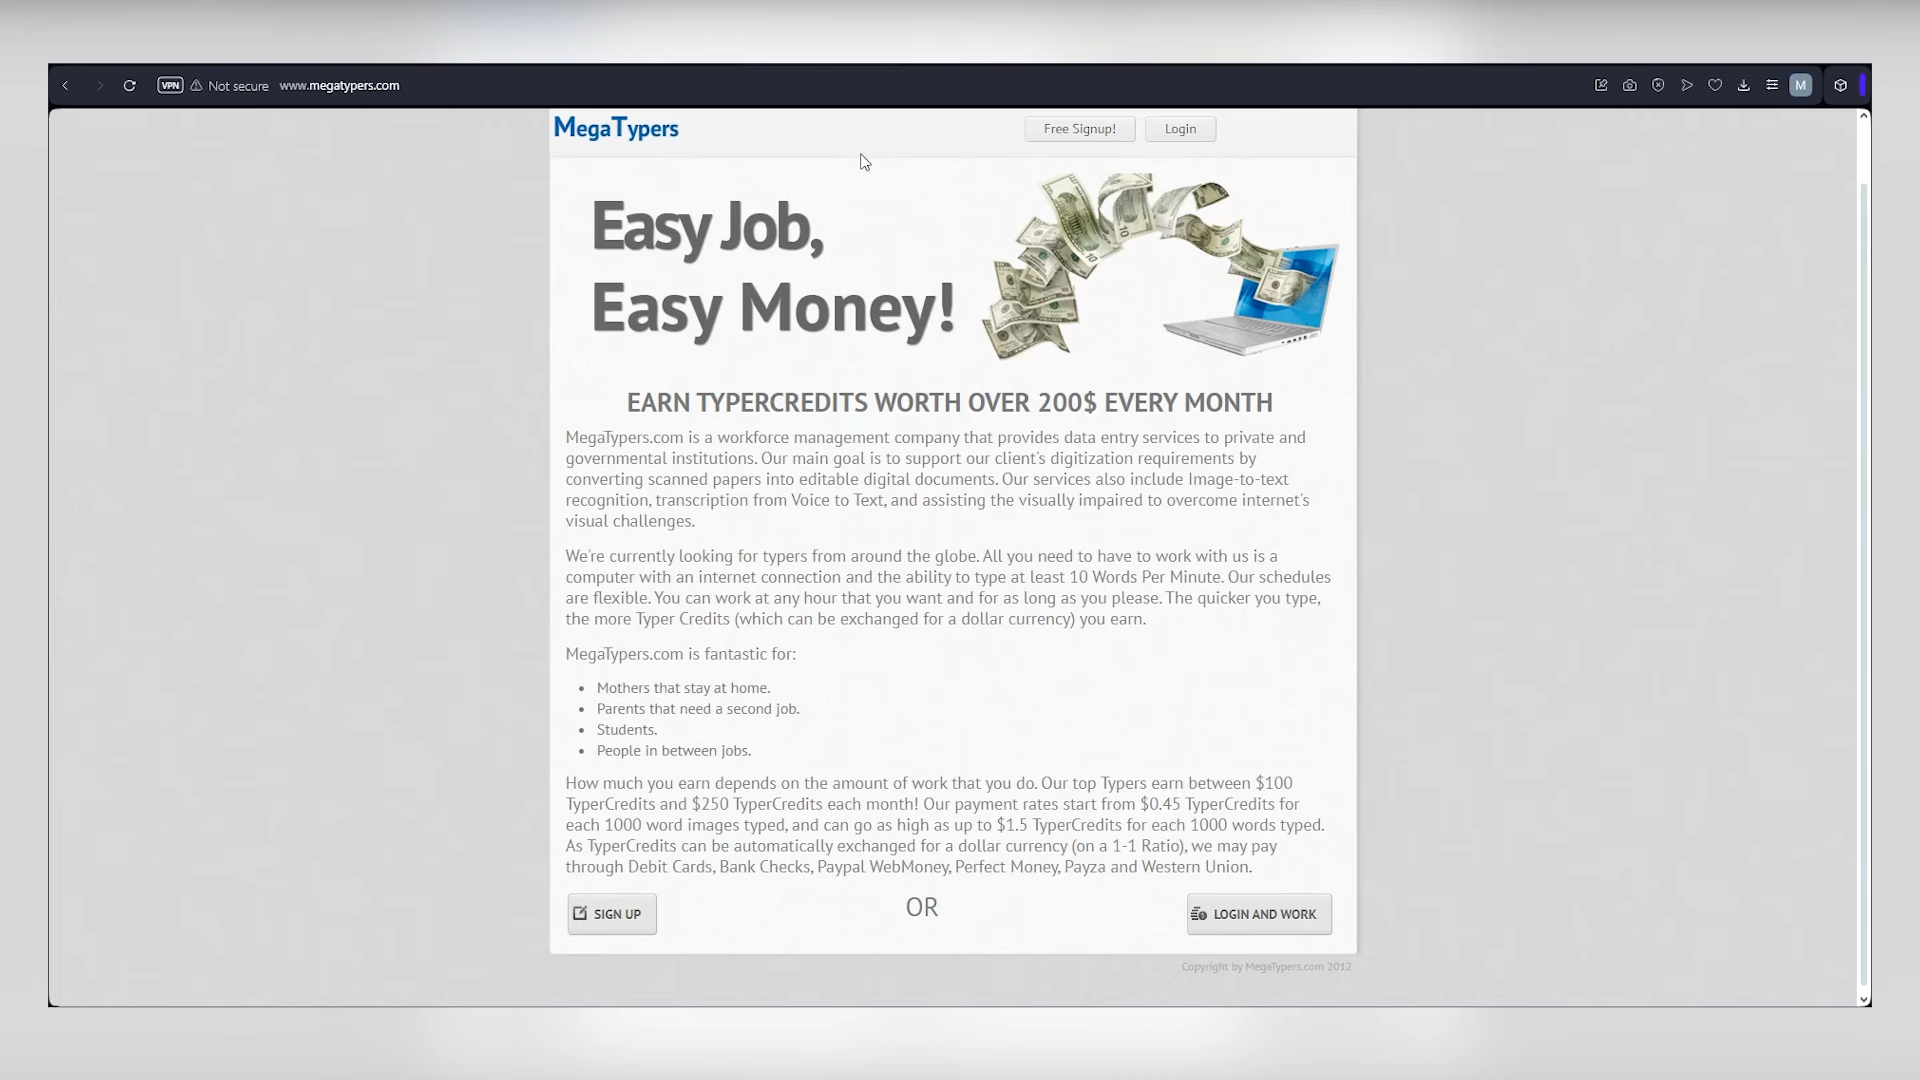 VPN Not secure www.megatypers.com M
MegaTypers
Free Signup! Login
Easy Job,
Easy Money!
EARN TYPERCREDITS WORTH OVER 200$ EVERY MONTH
MegaTypers.com is a workforce management company that provides data entry services to private and
governmental institutions. Our main goal is to support our client's digitization requirements by
converting scanned papers into editable digital documents. Our services also include Image-to-text
recognition, transcription from Voice to Text, and assisting the visually impaired to overcome internet's
visual challenges.
We're currently looking for typers from around the globe. All you need to have to work with us is a
computer with an internet connection and the ability to type at least 10 Words Per Minute. Our schedules
are flexible. You can work at any hour that you want and for as long as you please. The quicker you type,
the more Typer Credits (which can be exchanged for a dollar currency) you earn.
MegaTypers.com is fantastic for:
• Mothers that stay at home.
• Parents that need a second job.
• Students.
• People in between jobs.
How much you earn depends on the amount of work that you do. Our top Typers earn between $100
TyperCredits and $250 TyperCredits each month! Our payment rates start from $0.45 TyperCredits for
each 1000 word images typed, and can go as high as up to $1.5 TyperCredits for each 1000 words typed.
As TyperCredits can be automatically exchanged for a dollar currency (on a 1-1 Ratio), we may pay
through Debit Cards, Bank Checks, Paypal WebMoney, Perfect Money, Payza and Western Union.
SIGN UP OR LOGIN AND WORK
Copyright by MegaTypers.com 2012